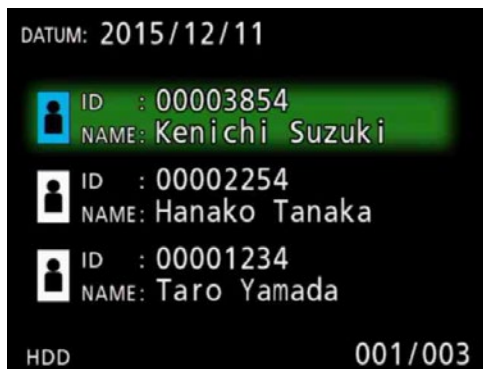 DATUM: 2015/12/11
ID : 00003854
NAME: Kenichi Suzuki
ID : 00002254
NAME: Hanako Tanaka
ID : 00001234
NAME: Taro Yamada
HDD 001/003